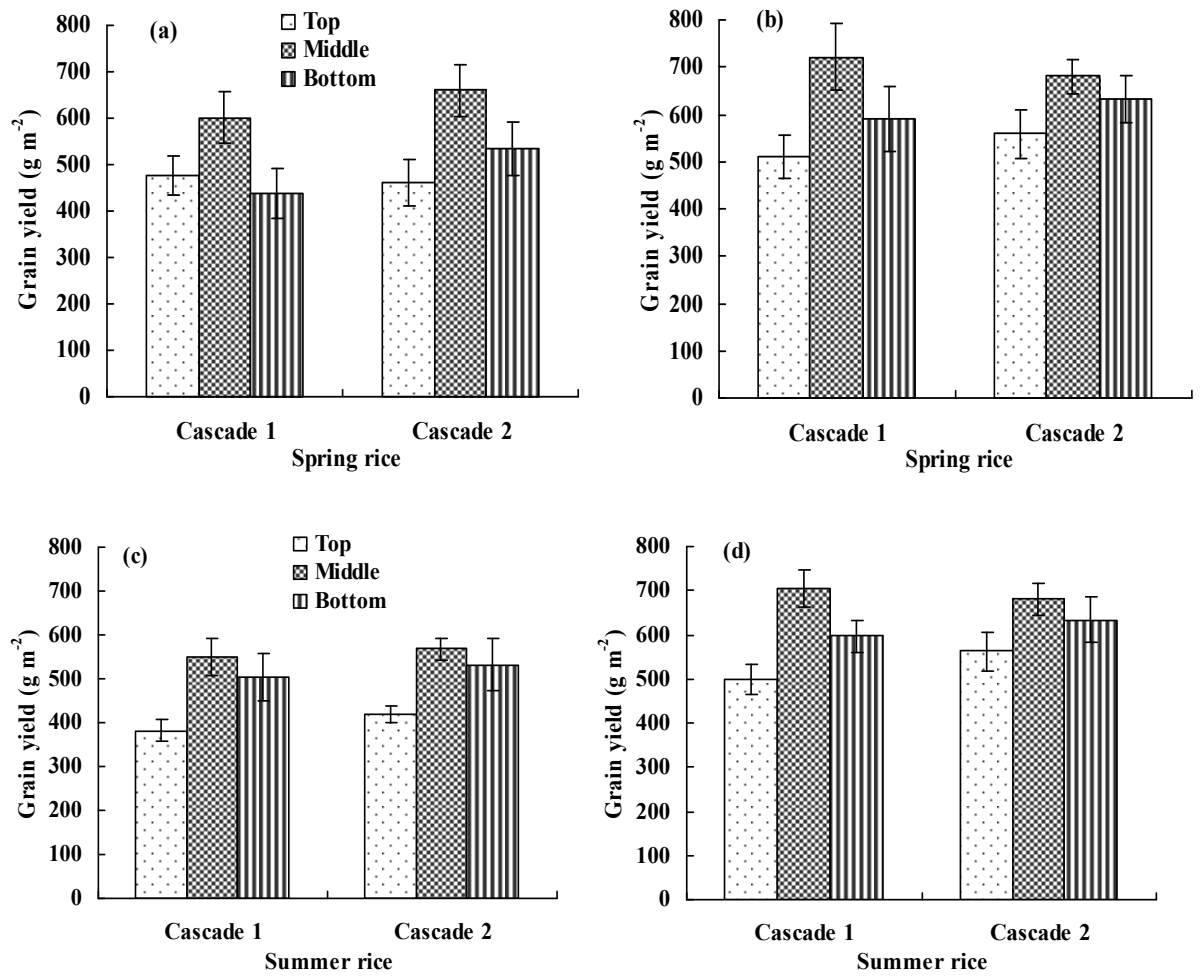 (a)
Top
Middle
Bottom
Grain yield (g m-2)
800
700
600
500
400
300
200
100
0
Cascade 1 Cascade 2
Spring rice
(b)
Grain yield (g m-2)
800
700
600
500
400
300
200
100
0
Cascade 1 Cascade 2
Spring rice
(c)
Top
Middle
Bottom
Grain yield (g m-2)
800
700
600
500
400
300
200
100
0
Cascade 1 Cascade 2
Summer rice
(d)
Grain yield (g m-2)
800
700
600
500
400
300
200
100
0
Cascade 1 Cascade 2
Summer rice